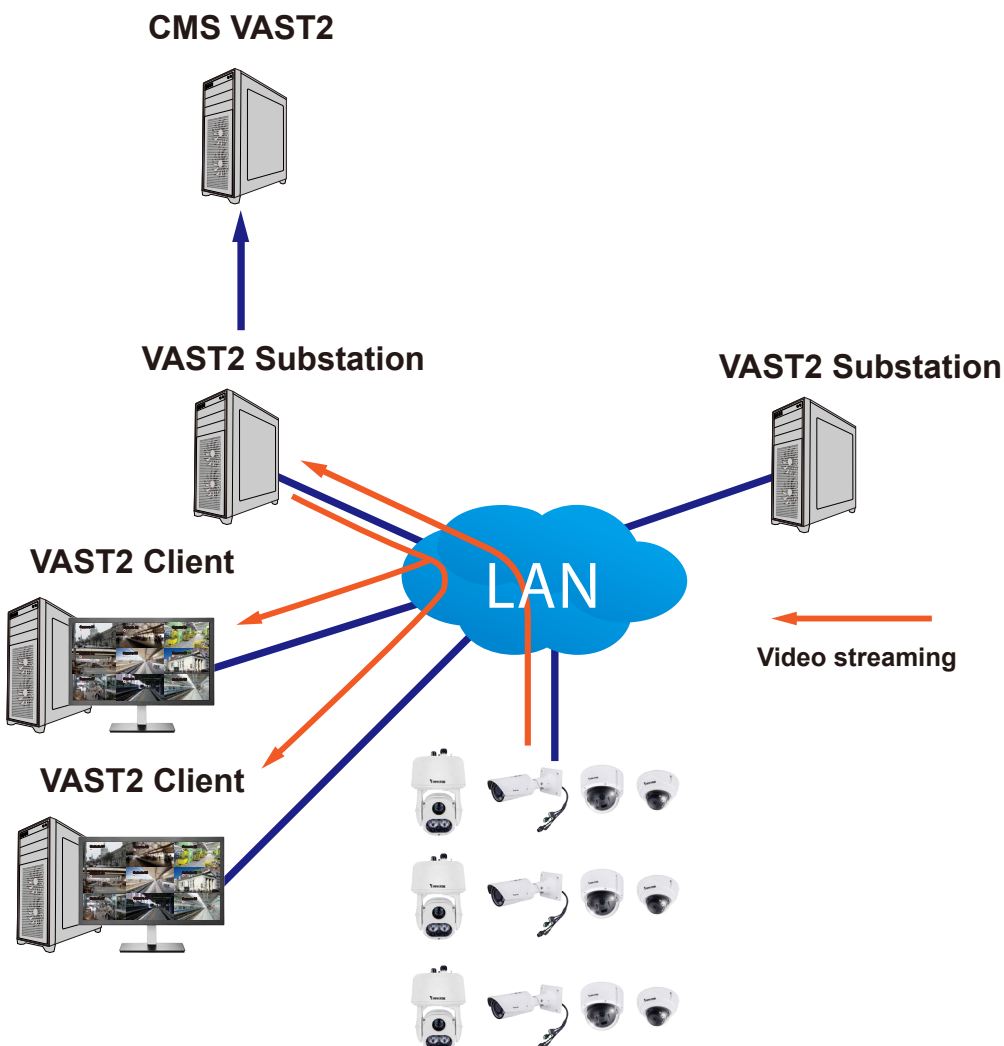 CMS VAST2
VAST2 Substation
VAST2 Substation
VAST2 Client
LAN
Video streaming
VAST2 Client